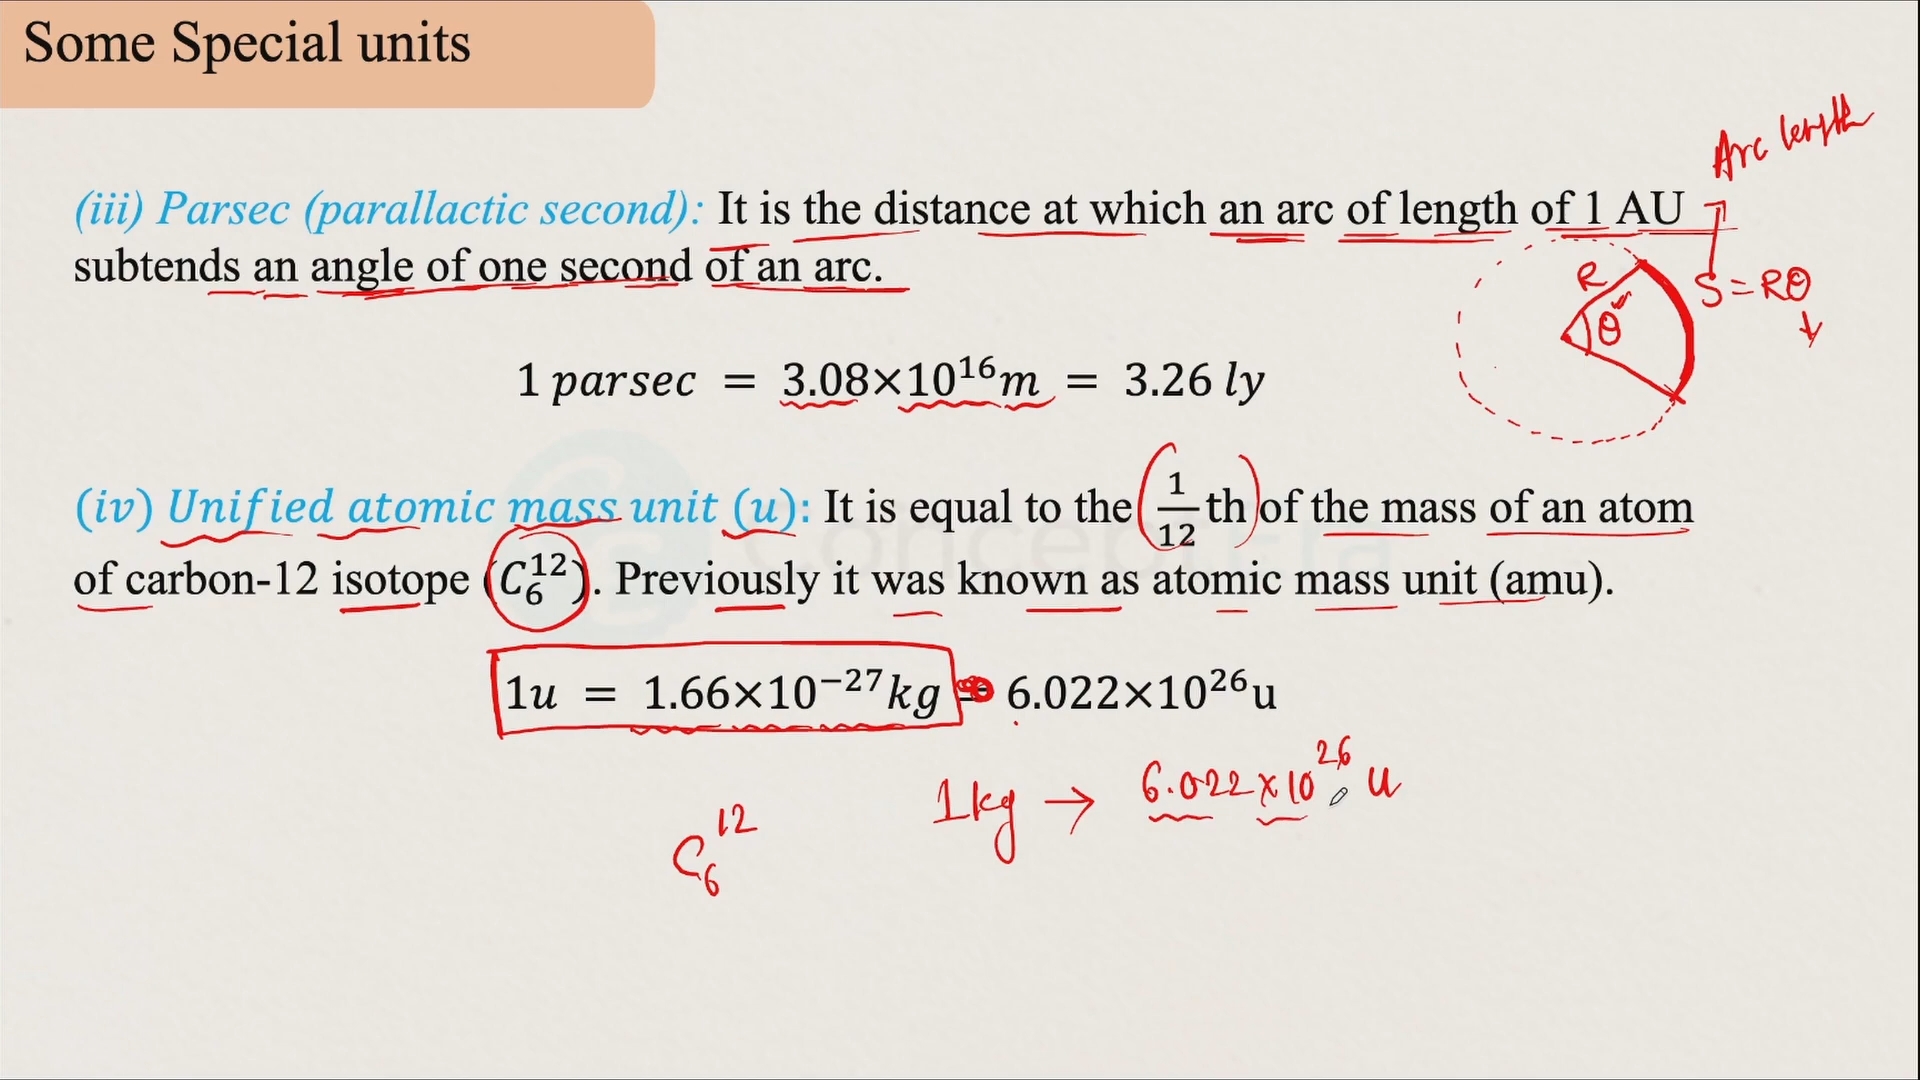 Some Special units
Arc length
(iii) Parsec (parallactic second): It is the distance at which an arc of length of 1 AU
subtends an angle of one second of an arc.
R
θ
S = Rθ
1 parsec = 3.08×10¹⁶m = 3.26 ly
(iv) Unified atomic mass unit (u): It is equal to the (1/12 th) of the mass of an atom
of carbon-12 isotope (C₆¹²). Previously it was known as atomic mass unit (amu).
1u = 1.66×10⁻²⁷kg = 6.022×10²⁶u
1kg → 6.022×10²⁶ u
C₆¹²